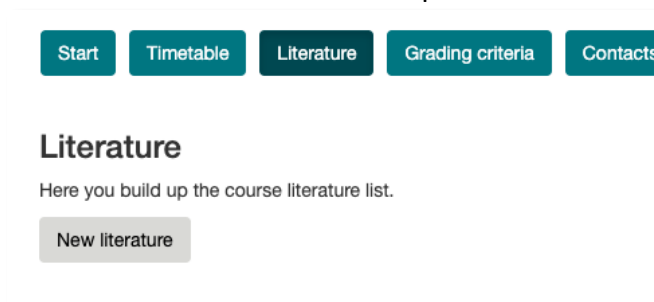 Start Timetable Literature Grading criteria Contacts
Literature
Here you build up the course literature list.
New literature